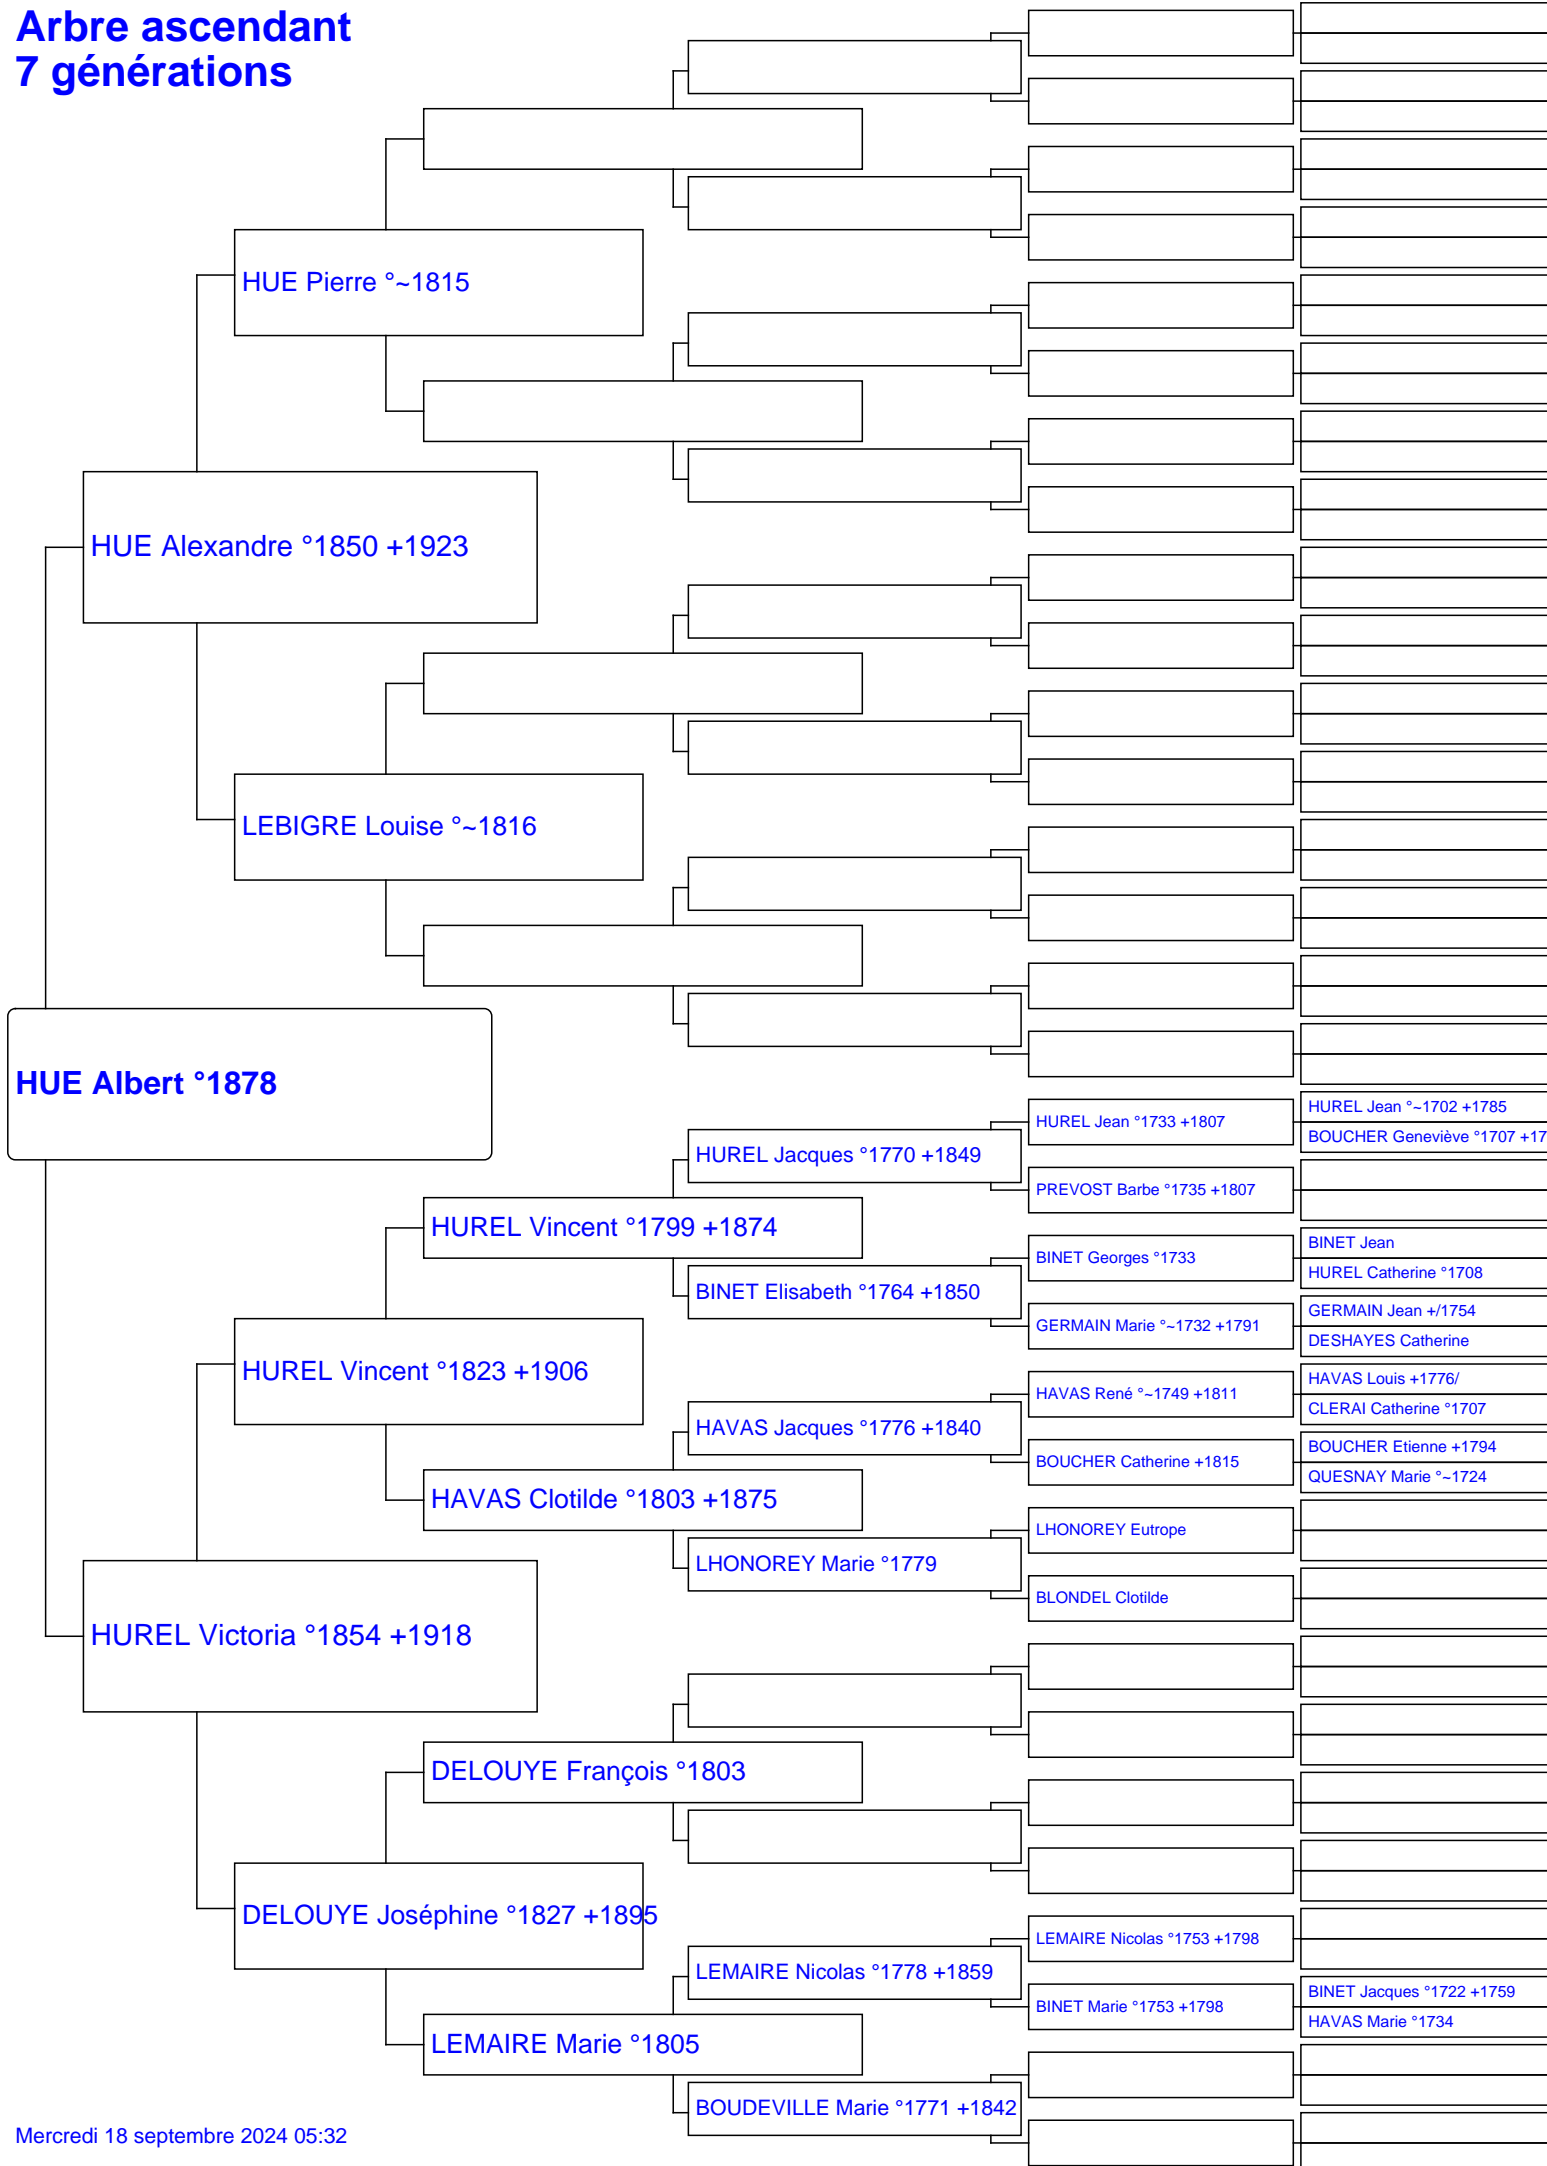 Arbre ascendant
7 générations
HUE Pierre °~1815
HUE Alexandre °1850 +1923
LEBIGRE Louise °~1816
HUE Albert °1878
HUREL Jean °~1702 +1785
HUREL Jean °1733 +1807
BOUCHER Geneviève °1707 +17
HUREL Jacques °1770 +1849
PREVOST Barbe °1735 +1807
HUREL Vincent °1799 +1874
BINET Jean
BINET Georges °1733
HUREL Catherine °1708
BINET Elisabeth °1764 +1850
GERMAIN Jean +/1754
GERMAIN Marie °~1732 +1791
DESHAYES Catherine
HUREL Vincent °1823 +1906
HAVAS Louis +1776/
HAVAS René °~1749 +1811
CLERAI Catherine °1707
HAVAS Jacques °1776 +1840
BOUCHER Etienne +1794
BOUCHER Catherine +1815
QUESNAY Marie °~1724
HAVAS Clotilde °1803 +1875
LHONOREY Eutrope
LHONOREY Marie °1779
BLONDEL Clotilde
HUREL Victoria °1854 +1918
DELOUYE François °1803
DELOUYE Joséphine °1827 +1895
LEMAIRE Nicolas °1753 +1798
LEMAIRE Nicolas °1778 +1859
BINET Jacques °1722 +1759
BINET Marie °1753 +1798
HAVAS Marie °1734
LEMAIRE Marie °1805
BOUDEVILLE Marie °1771 +1842
Mercredi 18 septembre 2024 05:32